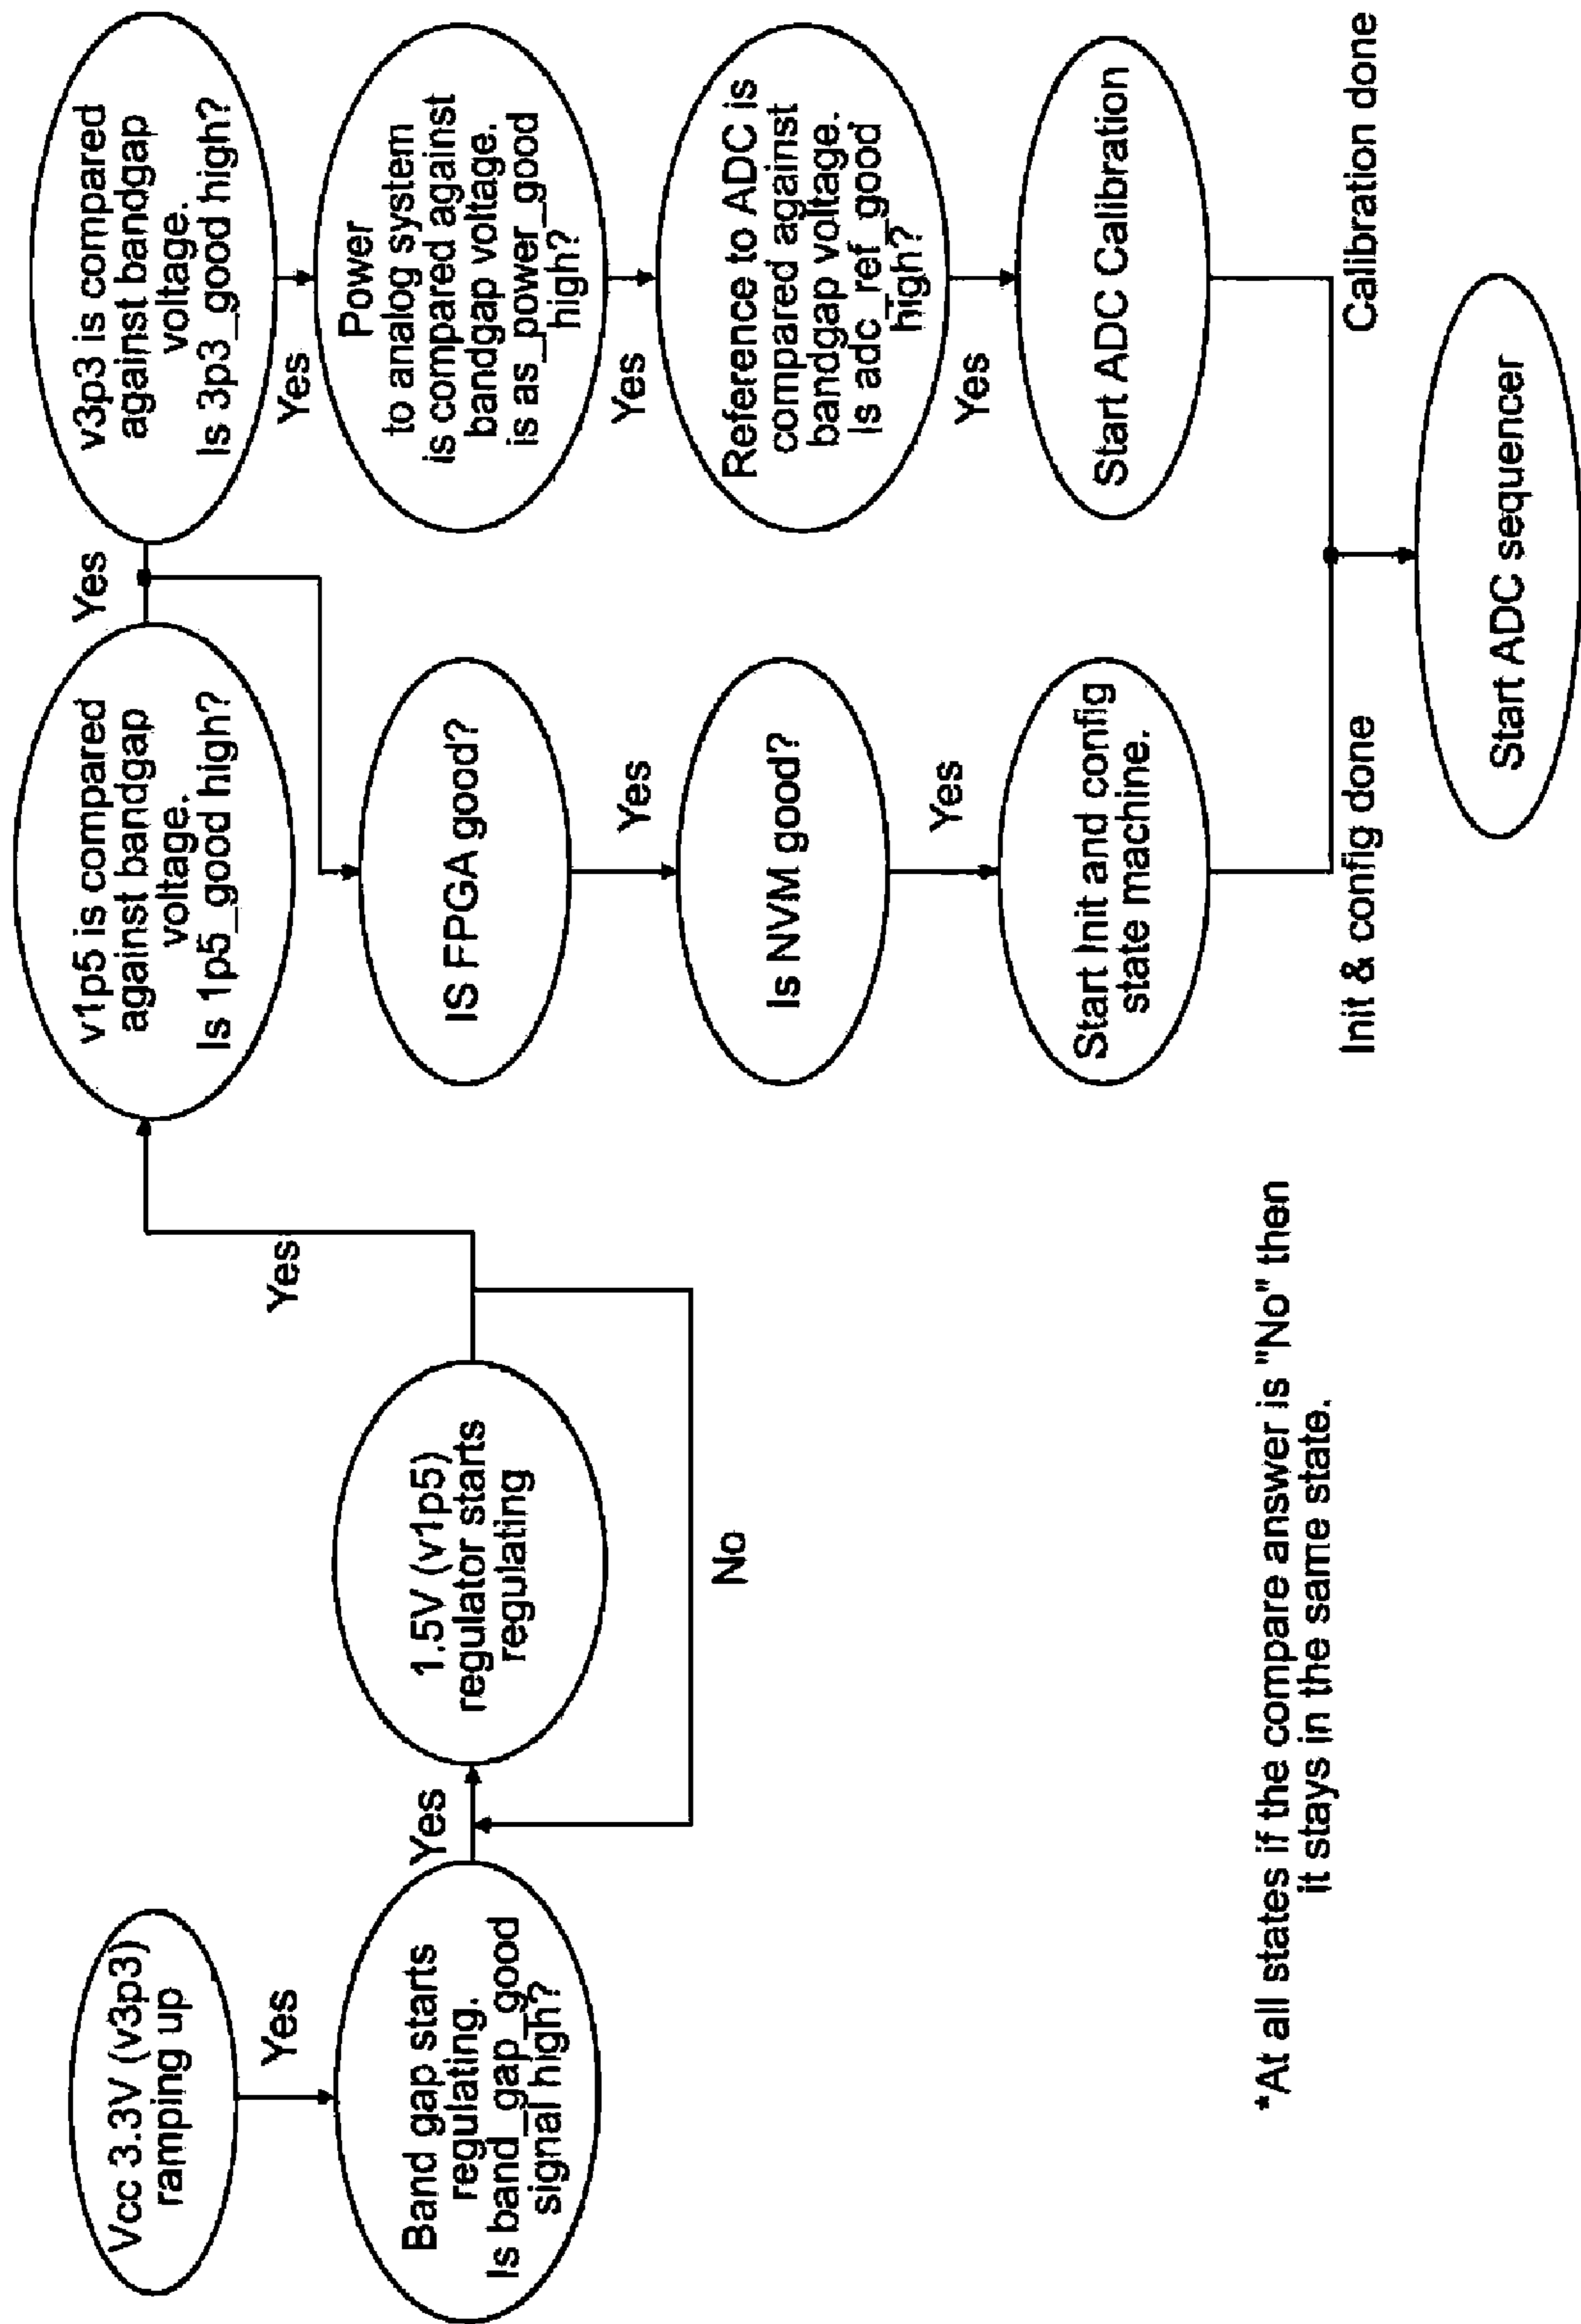 Vcc 3.3V (v3p3)
ramping up
Yes
Band gap starts
regulating.
Is band_gap_good
signal high?
Yes
1.5V (v1p5)
regulator starts
regulating
No
Yes
v1p5 is compared
against bandgap
voltage.
Is 1p5_good high?
Yes
IS FPGA good?
Yes
Is NVM good?
Yes
Start Init and config
state machine.
Init & config done
v3p3 is compared
against bandgap
voltage.
Is 3p3_good high?
Yes
Power
to analog system
is compared against
bandgap voltage.
is as_power_good
high?
Yes
Reference to ADC is
compared against
bandgap voltage.
Is adc_ref_good
high?
Yes
Start ADC Calibration
Calibration done
Start ADC sequencer
*At all states if the compare answer is "No" then
it stays in the same state.